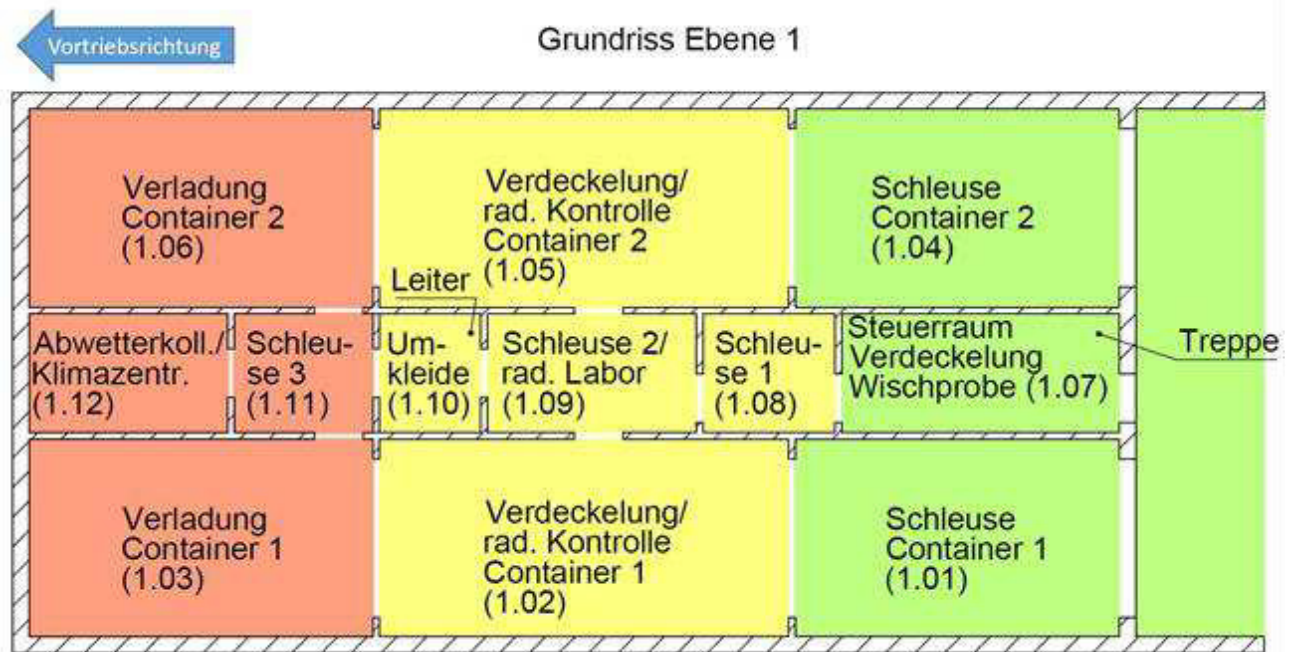 Vortriebsrichtung
Grundriss Ebene 1
Verladung
Container 2
(1.06)
Verdeckelung/
rad. Kontrolle
Container 2
(1.05)
Schleuse
Container 2
(1.04)
Leiter
Abwetterkoll./
Klimazentr.
(1.12)
Schleu-
se 3
(1.11)
Um-
kleide
(1.10)
Schleuse 2/
rad. Labor
(1.09)
Schleu-
se 1
(1.08)
Steuerraum
Verdeckelung
Wischprobe (1.07)
Treppe
Verladung
Container 1
(1.03)
Verdeckelung/
rad. Kontrolle
Container 1
(1.02)
Schleuse
Container 1
(1.01)